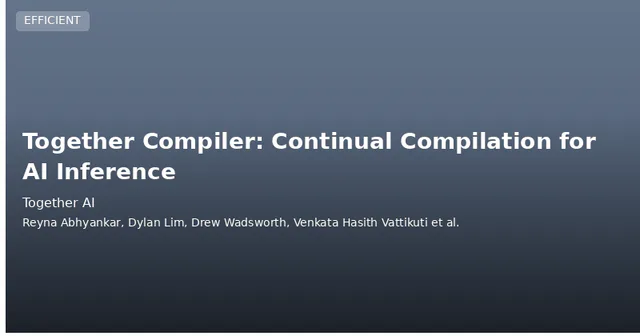 EFFICIENT
Together Compiler: Continual Compilation for
AI Inference
Together AI
Reyna Abhyankar, Dylan Lim, Drew Wadsworth, Venkata Hasith Vattikuti et al.